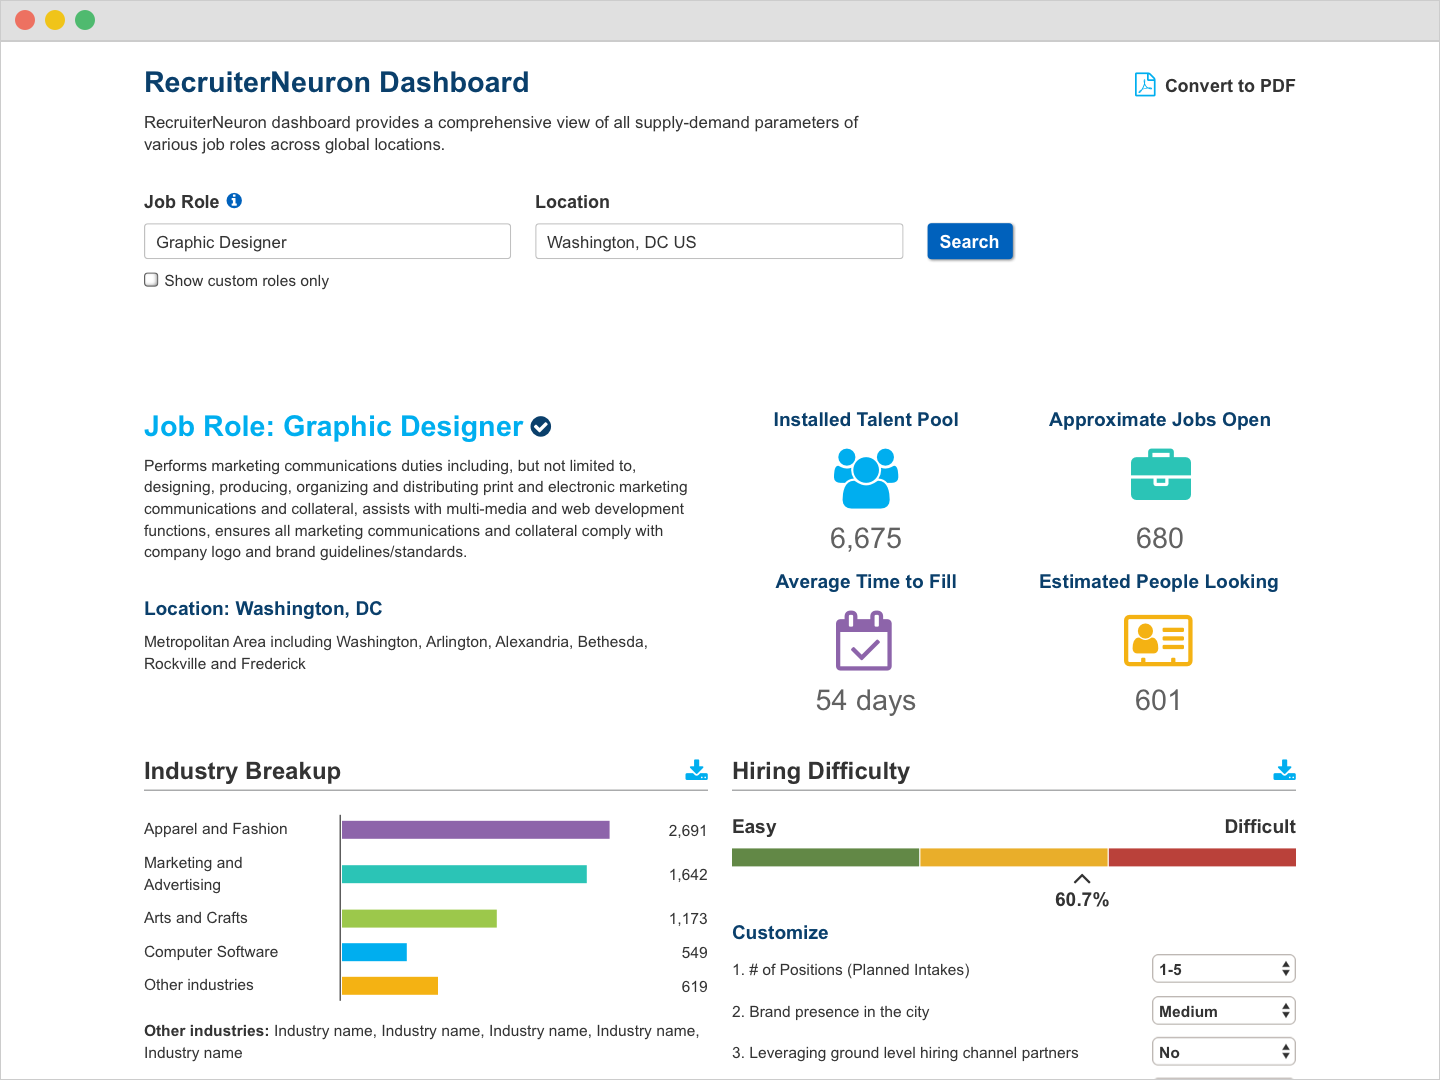 RecruiterNeuron Dashboard
Convert to PDF
RecruiterNeuron dashboard provides a comprehensive view of all supply-demand parameters of
various job roles across global locations.
Job Role
Location
Graphic Designer
Washington, DC US
Search
Show custom roles only
Job Role: Graphic Designer
Performs marketing communications duties including, but not limited to,
designing, producing, organizing and distributing print and electronic marketing
communications and collateral, assists with multi-media and web development
functions, ensures all marketing communications and collateral comply with
company logo and brand guidelines/standards.
Location: Washington, DC
Metropolitan Area including Washington, Arlington, Alexandria, Bethesda,
Rockville and Frederick
Installed Talent Pool
6,675
Approximate Jobs Open
680
Average Time to Fill
54 days
Estimated People Looking
601
Industry Breakup
Apparel and Fashion 2,691
Marketing and
Advertising 1,642
Arts and Crafts 1,173
Computer Software 549
Other industries 619
Other industries: Industry name, Industry name, Industry name, Industry name,
Industry name
Hiring Difficulty
Easy Difficult
60.7%
Customize
1. # of Positions (Planned Intakes) 1-5
2. Brand presence in the city Medium
3. Leveraging ground level hiring channel partners No